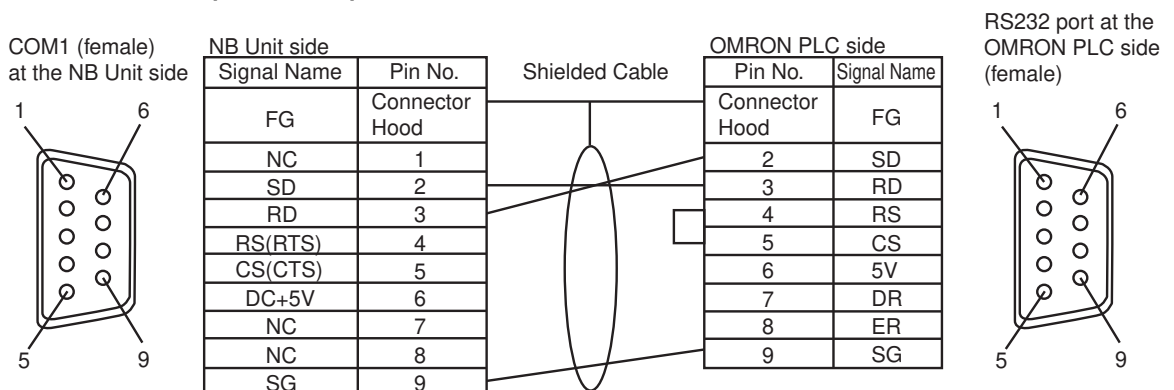 COM1 (female)
at the NB Unit side
1 6
5 9
NB Unit side
Signal Name Pin No.
FG Connector
Hood
NC 1
SD 2
RD 3
RS(RTS) 4
CS(CTS) 5
DC+5V 6
NC 7
NC 8
SG 9
Shielded Cable
OMRON PLC side
Pin No. Signal Name
Connector
Hood FG
2 SD
3 RD
4 RS
5 CS
6 5V
7 DR
8 ER
9 SG
RS232 port at the
OMRON PLC side
(female)
1 6
5 9